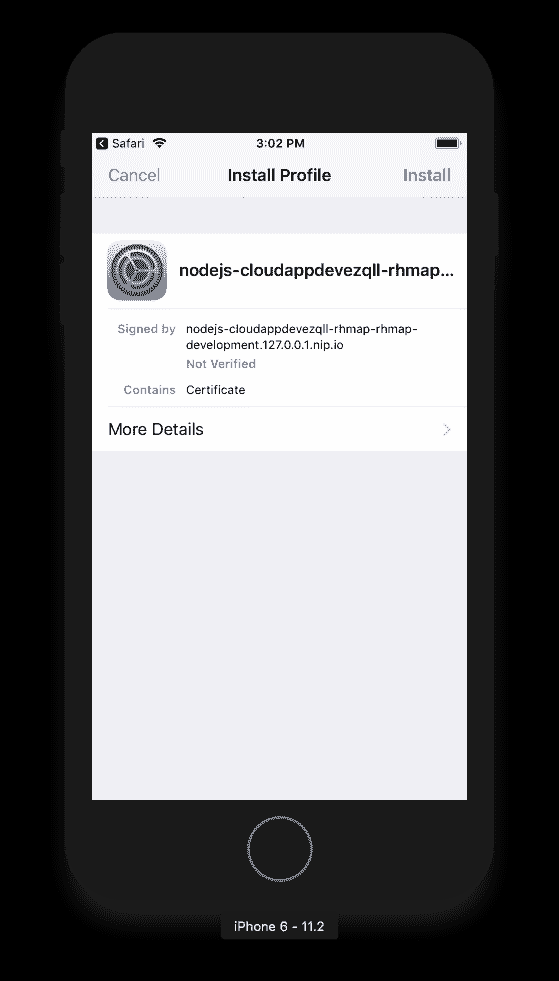 Safari 3:02 PM
Cancel Install Profile Install
nodejs-cloudappdevezqll-rhmap...
Signed by nodejs-cloudappdevezqll-rhmap-rhmap-
development.127.0.0.1.nip.io
Not Verified
Contains Certificate
More Details
iPhone 6 - 11.2